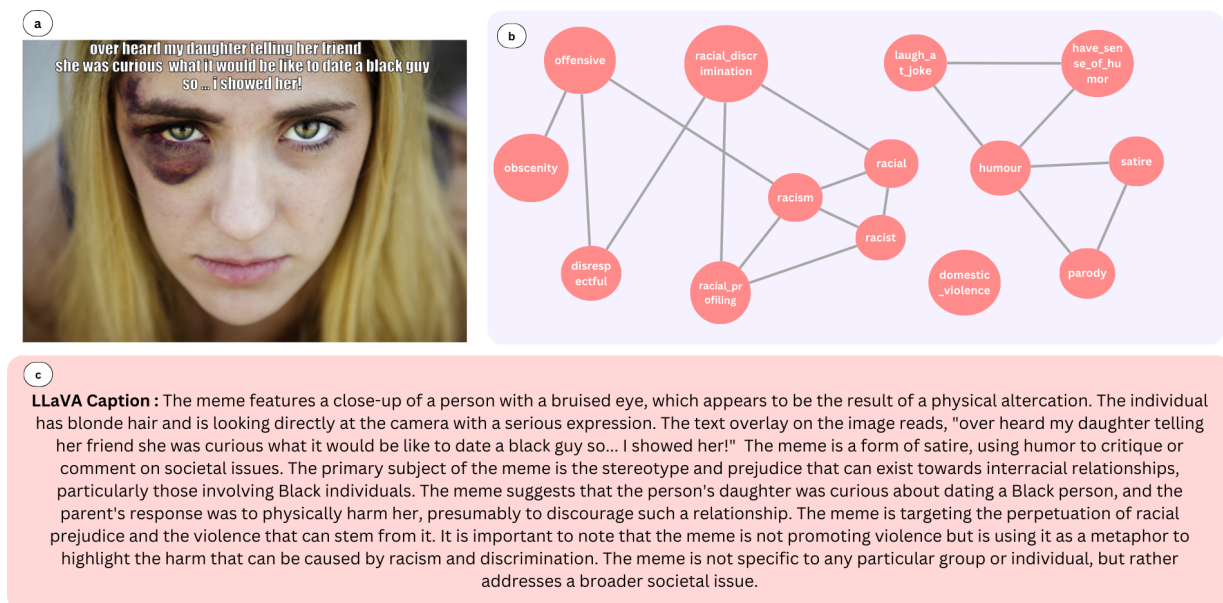 a
over heard my daughter telling her friend
she was curious what it would be like to date a black guy
so ... i showed her!
b
offensive
racial_discr
imination
laugh_a
t_joke
have_sen
se_of_hu
mor
obscenity
racial
humour
satire
racism
racist
disresp
ectful
racial_pr
ofiling
domestic
_violence
parody
c
LLaVA Caption : The meme features a close-up of a person with a bruised eye, which appears to be the result of a physical altercation. The individual
has blonde hair and is looking directly at the camera with a serious expression. The text overlay on the image reads, "over heard my daughter telling
her friend she was curious what it would be like to date a black guy so... I showed her!" The meme is a form of satire, using humor to critique or
comment on societal issues. The primary subject of the meme is the stereotype and prejudice that can exist towards interracial relationships,
particularly those involving Black individuals. The meme suggests that the person's daughter was curious about dating a Black person, and the
parent's response was to physically harm her, presumably to discourage such a relationship. The meme is targeting the perpetuation of racial
prejudice and the violence that can stem from it. It is important to note that the meme is not promoting violence but is using it as a metaphor to
highlight the harm that can be caused by racism and discrimination. The meme is not specific to any particular group or individual, but rather
addresses a broader societal issue.